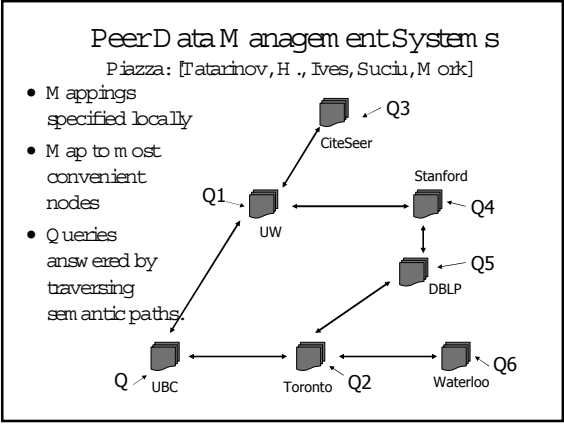 Peer Data Management Systems
Piazza: [Tatarinov, H., Ives, Suciu, Mork]
• Mappings
specified locally
• Map to most
convenient
nodes
• Queries
answered by
traversing
semantic paths.
Q3
CiteSeer
Stanford
Q1
Q4
UW
Q5
DBLP
Q
UBC
Toronto
Q2
Waterloo
Q6